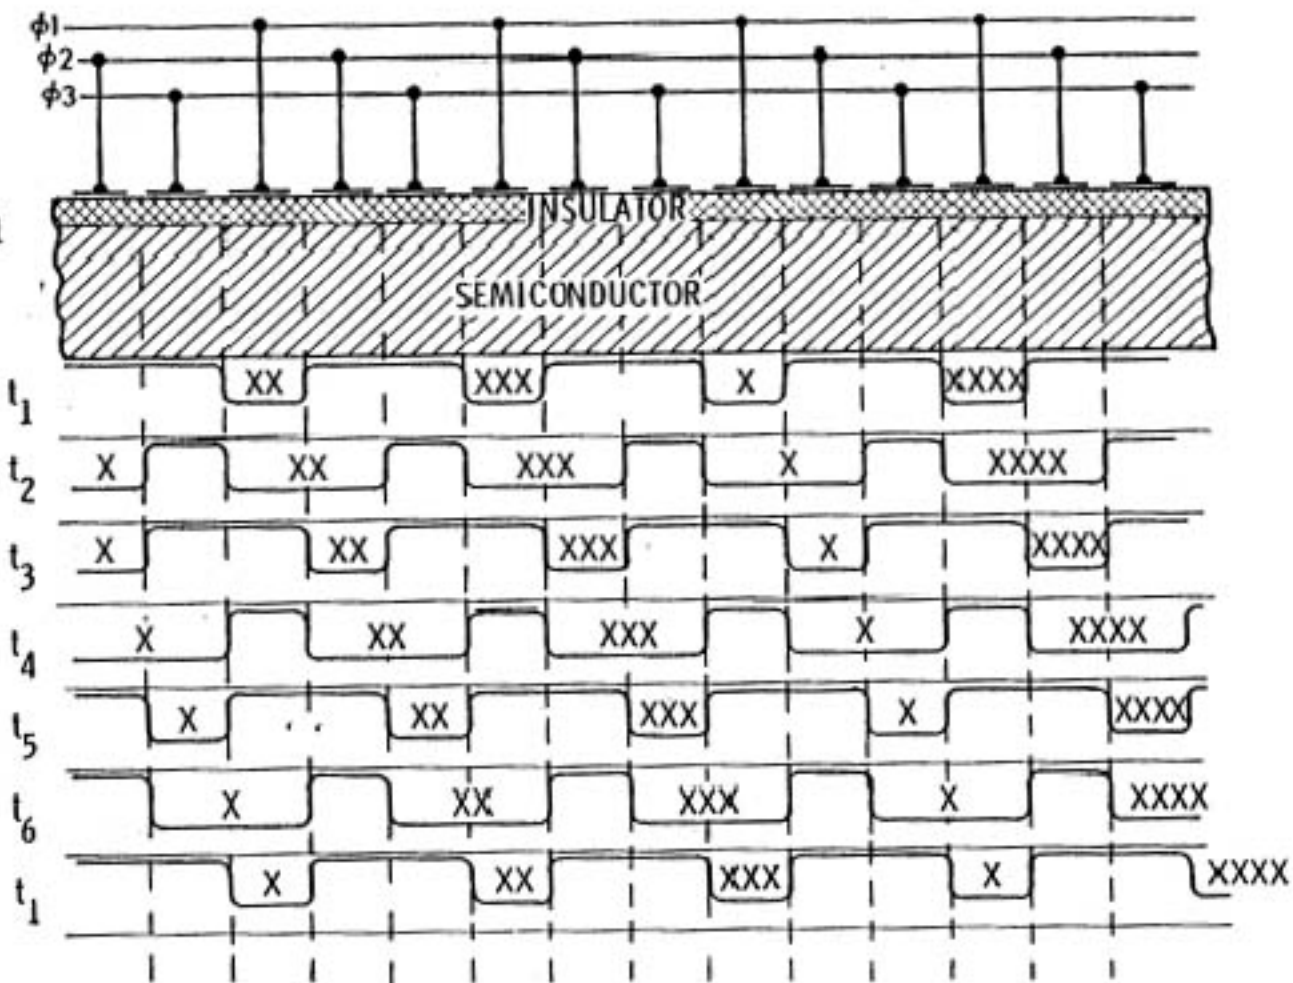 ϕ1
ϕ2
ϕ3
INSULATOR
SEMICONDUCTOR
t1 XX XXX X XXXX
t2 X XX XXX X XXXX
t3 X XX XXX X XXXX
t4 X XX XXX X XXXX
t5 X XX XXX X XXXX
t6 X XX XXX X XXXX
t1 X XX XXX X XXXX